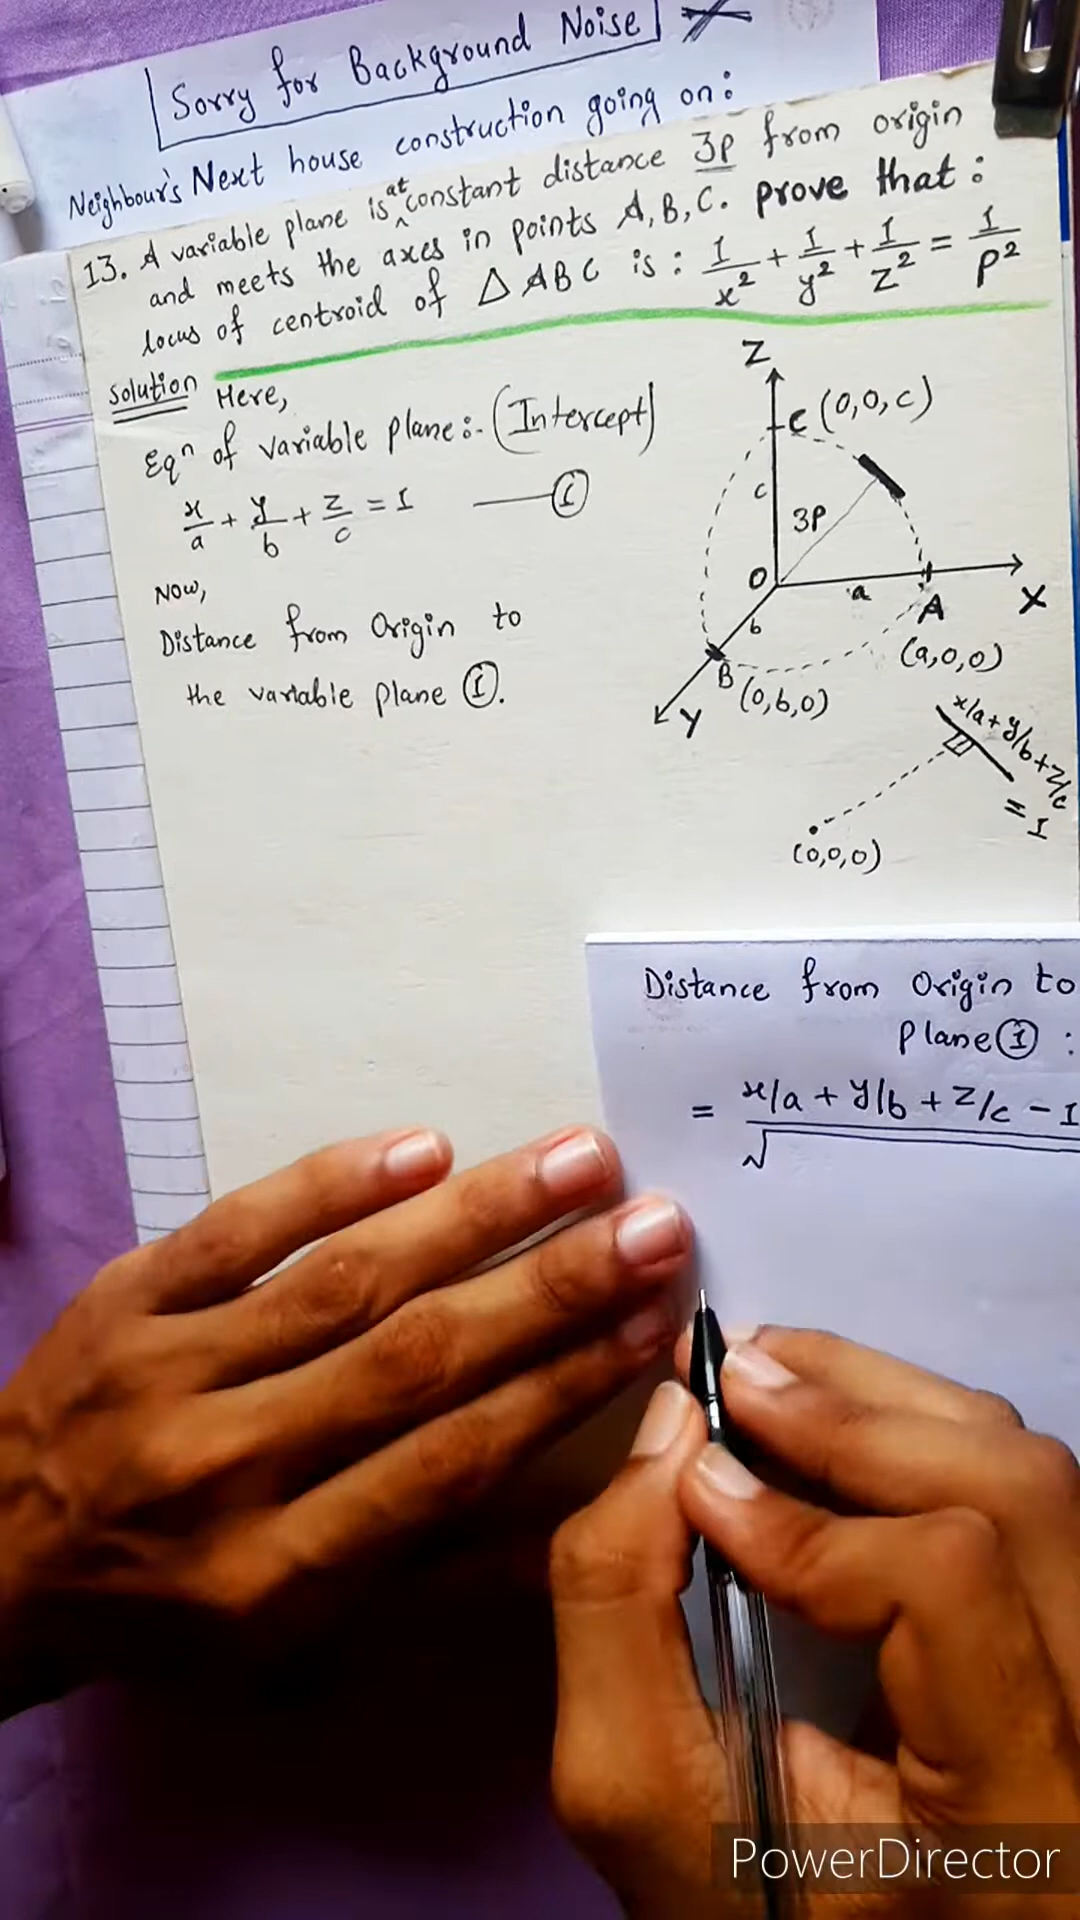 Sorry for Background Noise
Neighbour's Next house construction going on:
13. A variable plane is at constant distance 3p from origin
and meets the axes in points A, B, C. prove that:
locus of centroid of △ ABC is: 1/x² + 1/y² + 1/z² = 1/p²
Solution Here,
Eqⁿ of variable plane:- (Intercept)
x/a + y/b + z/c = 1 —— ①
Now,
Distance from Origin to
the variable plane ①.
Z
C (0,0,c)
c
3P
O
a
A
X
(a,0,0)
b
B (0,b,0)
Y
x/a + y/b + z/c
= 1
(0,0,0)
Distance from Origin to
Plane ① :
= x/a + y/b + z/c - 1
√
PowerDirector